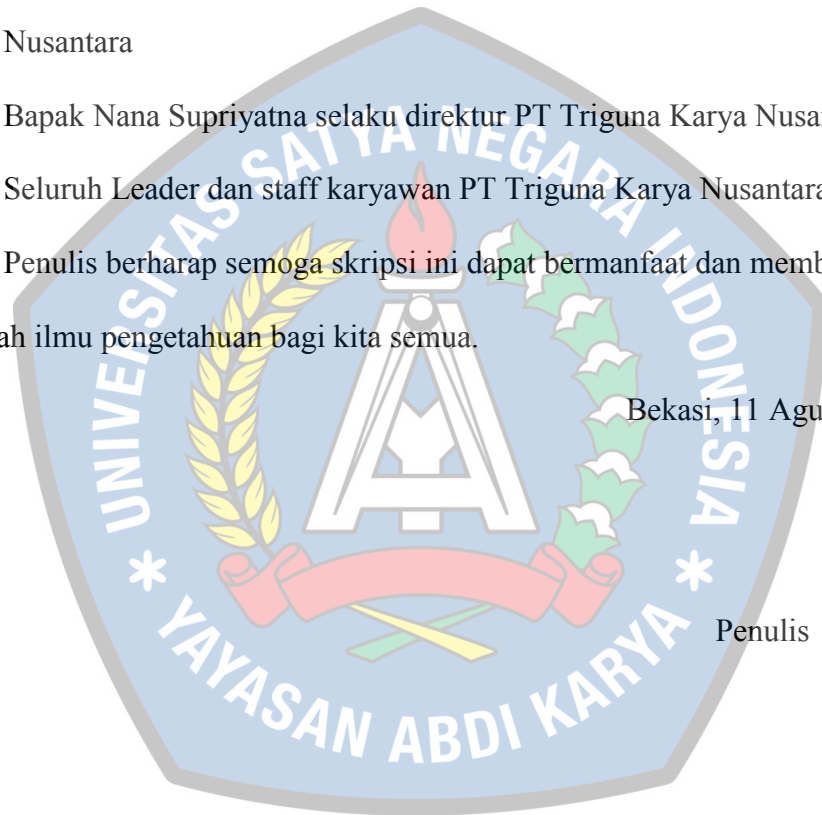 Nusantara
Bapak Nana Supriyatna selaku direktur PT Triguna Karya Nusa
Seluruh Leader dan staff karyawan PT Triguna Karya Nusantara
Penulis berharap semoga skripsi ini dapat bermanfaat dan memb
ah ilmu pengetahuan bagi kita semua.
Bekasi, 11 Agu
Penulis
UNIVERSITAS SATYA NEGARA INDONESIA
* YAYASAN ABDI KARYA *